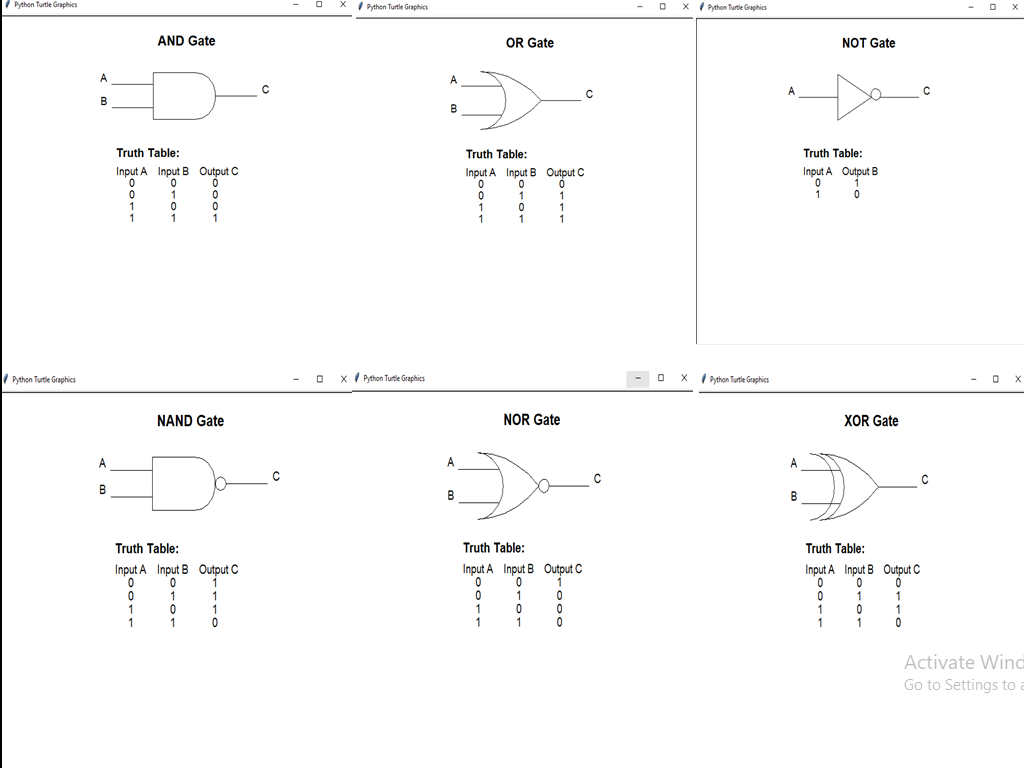 Python Turtle Graphics
AND Gate
A
B
C
Truth Table:
Input A Input B Output C
0 0 0
0 1 0
1 0 0
1 1 1
Python Turtle Graphics
OR Gate
A
B
C
Truth Table:
Input A Input B Output C
0 0 0
0 1 1
1 0 1
1 1 1
Python Turtle Graphics
NOT Gate
A
C
Truth Table:
Input A Output B
0 1
1 0
Python Turtle Graphics
NAND Gate
A
B
C
Truth Table:
Input A Input B Output C
0 0 1
0 1 1
1 0 1
1 1 0
Python Turtle Graphics
NOR Gate
A
B
C
Truth Table:
Input A Input B Output C
0 0 1
0 1 0
1 0 0
1 1 0
Python Turtle Graphics
XOR Gate
A
B
C
Truth Table:
Input A Input B Output C
0 0 0
0 1 1
1 0 1
1 1 0
Activate Wind
Go to Settings to a